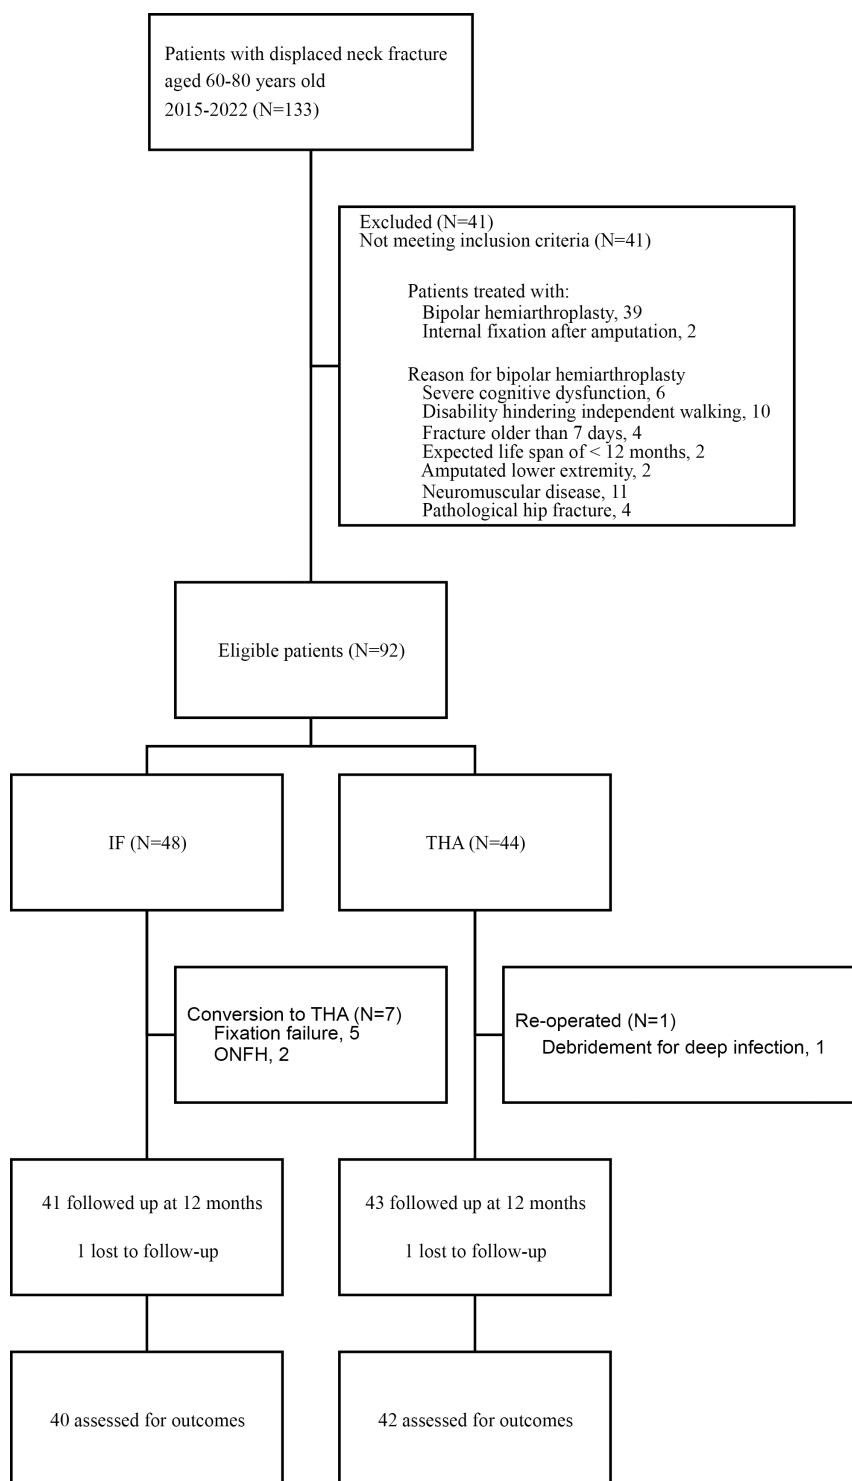 Patients with displaced neck fracture
aged 60-80 years old
2015-2022 (N=133)
Excluded (N=41)
Not meeting inclusion criteria (N=41)
Patients treated with:
Bipolar hemiarthroplasty, 39
Internal fixation after amputation, 2
Reason for bipolar hemiarthroplasty
Severe cognitive dysfunction, 6
Disability hindering independent walking, 10
Fracture older than 7 days, 4
Expected life span of < 12 months, 2
Amputated lower extremity, 2
Neuromuscular disease, 11
Pathological hip fracture, 4
Eligible patients (N=92)
IF (N=48)
THA (N=44)
Conversion to THA (N=7)
Fixation failure, 5
ONFH, 2
Re-operated (N=1)
Debridement for deep infection, 1
41 followed up at 12 months
1 lost to follow-up
43 followed up at 12 months
1 lost to follow-up
40 assessed for outcomes
42 assessed for outcomes